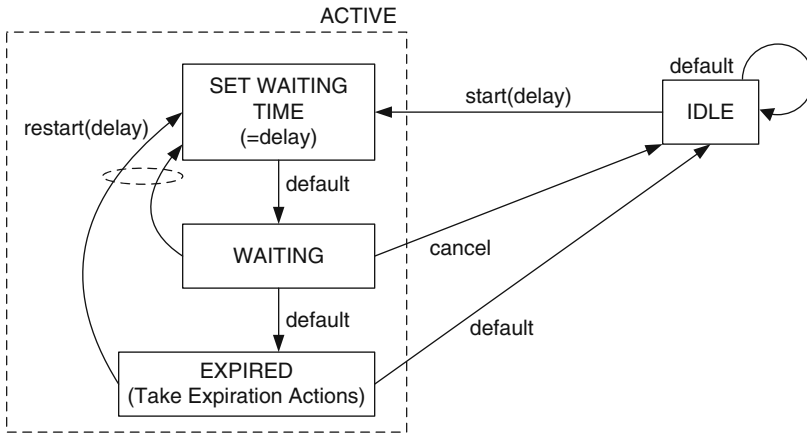 ACTIVE
default
SET WAITING
TIME
(=delay)
start(delay)
IDLE
restart(delay)
default
WAITING
cancel
default
default
EXPIRED
(Take Expiration Actions)